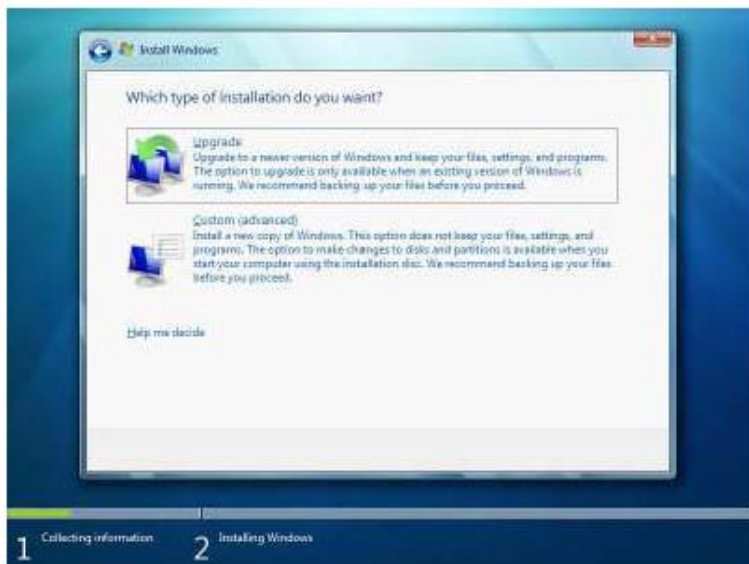 Install Windows
Which type of installation do you want?
Upgrade
Upgrade to a newer version of Windows and keep your files, settings, and programs.
The option to upgrade is only available when an existing version of Windows is
running. We recommend backing up your files before you proceed.
Custom (advanced)
Install a new copy of Windows. This option does not keep your files, settings, and
programs. The option to make changes to disks and partitions is available when you
start your computer using the installation disc. We recommend backing up your files
before you proceed.
Help me decide
1 Collecting information
2 Installing Windows